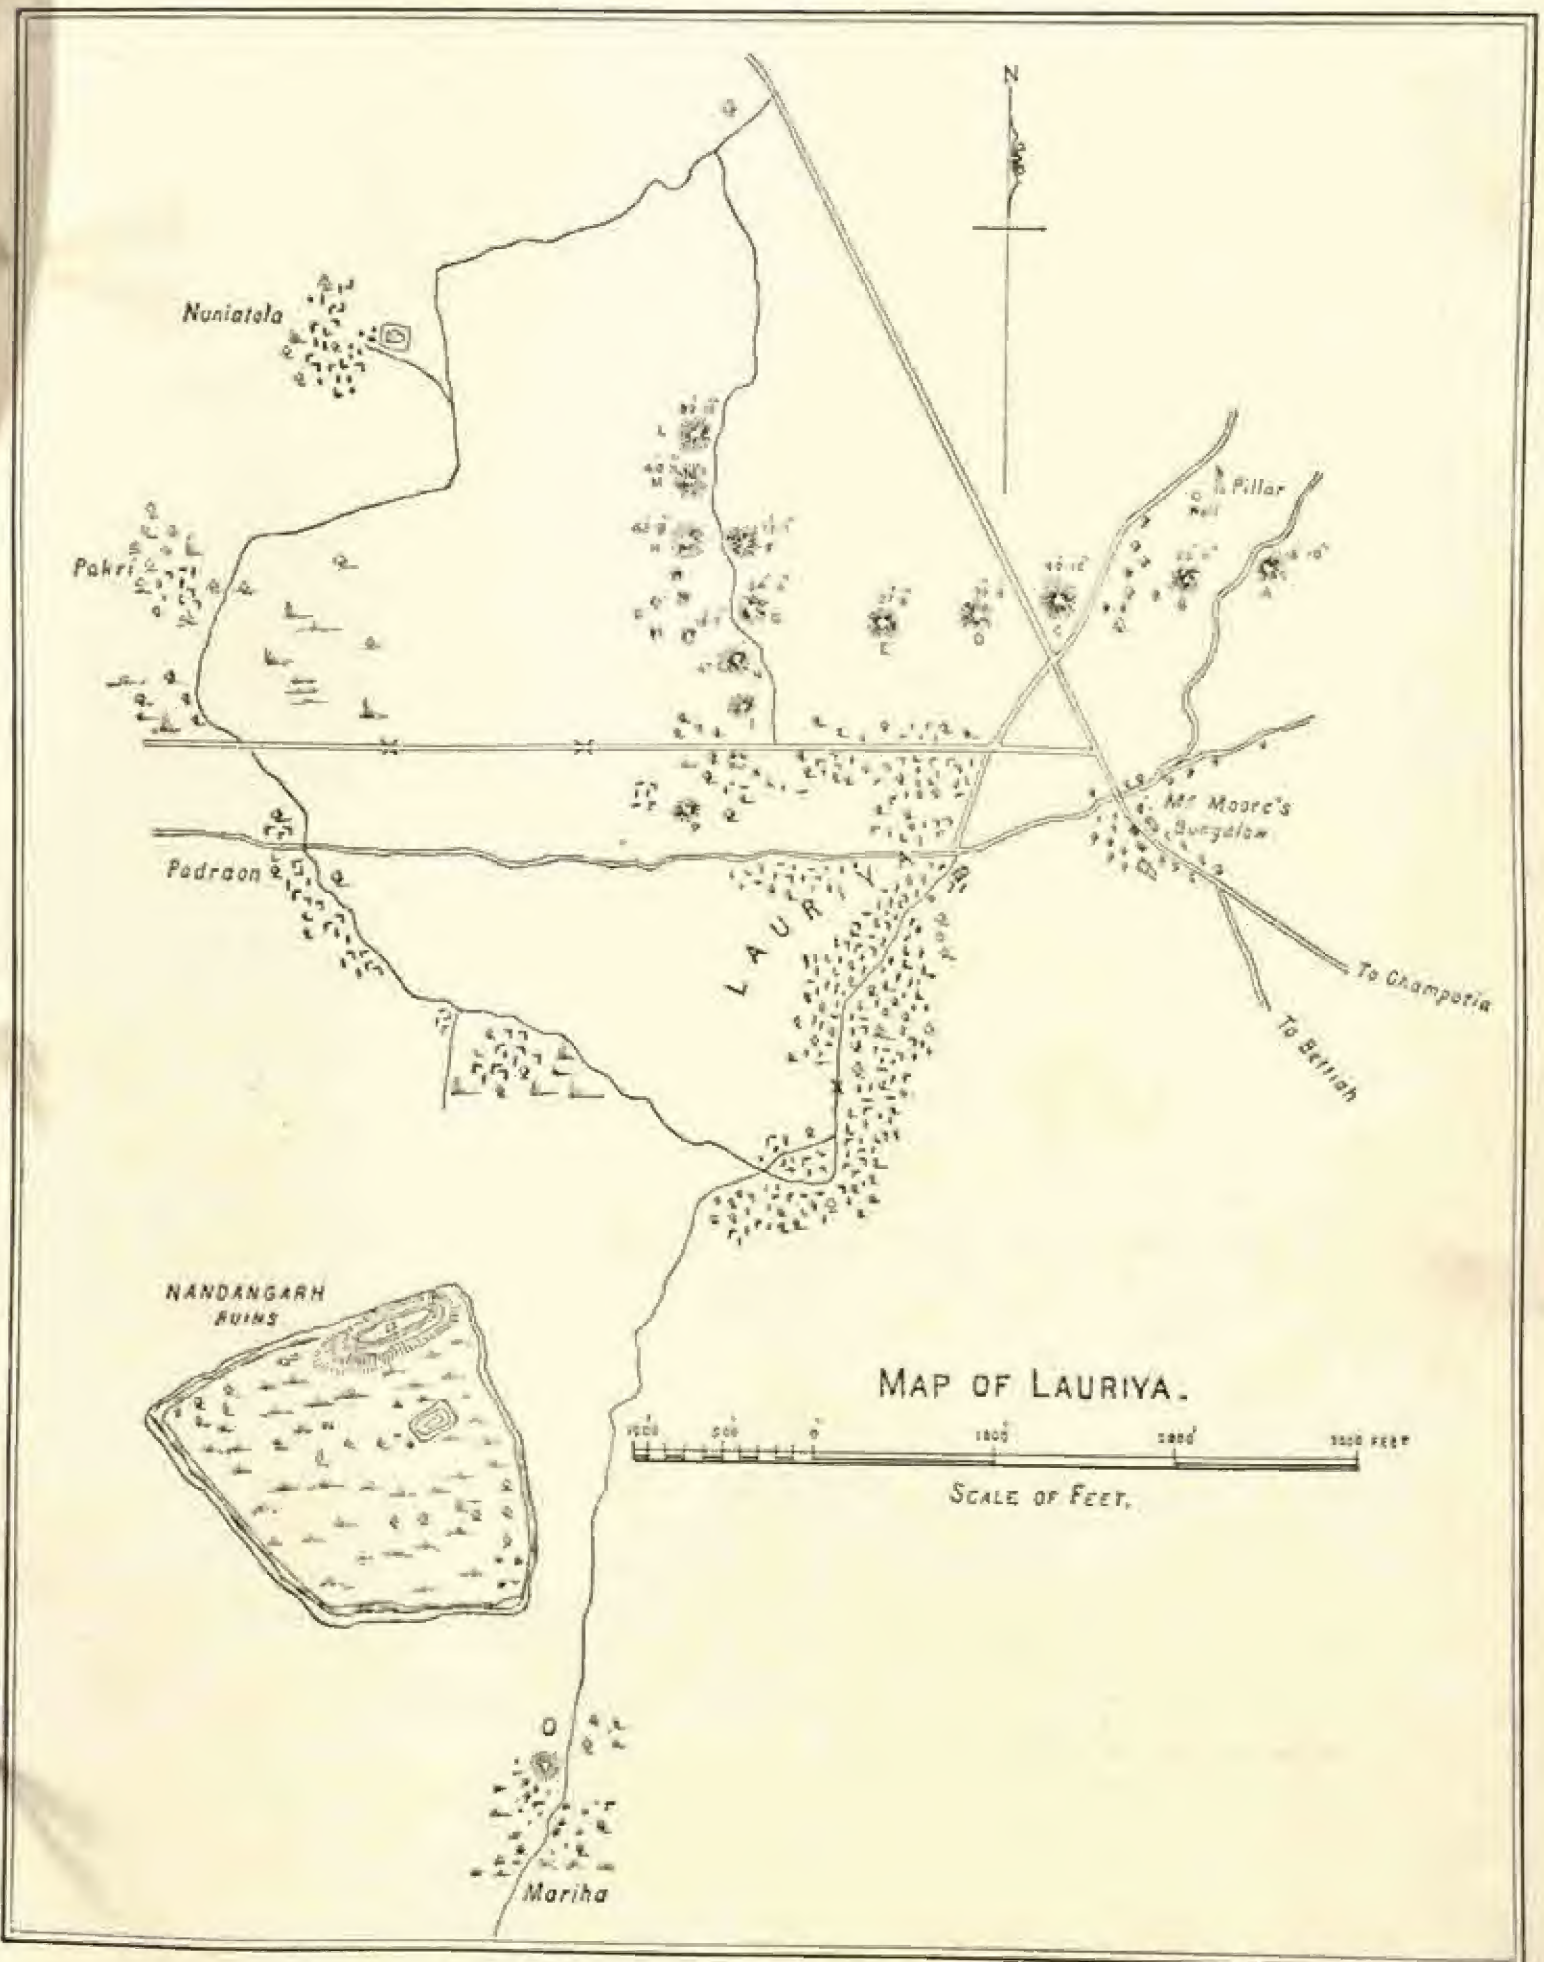 N
Nuniatola
L
M
Pillar
Well
Pakri
H
F
G
E
D
C
B
A
I
P
Mr. Moore's
Bungalow
Padraon
LAURIY
To Champatia
To Bettiah
NANDANGARH
RUINS
MAP OF LAURIYA.
1000 500 0 1000 2000 3000 FEET
SCALE OF FEET.
O
Mariha